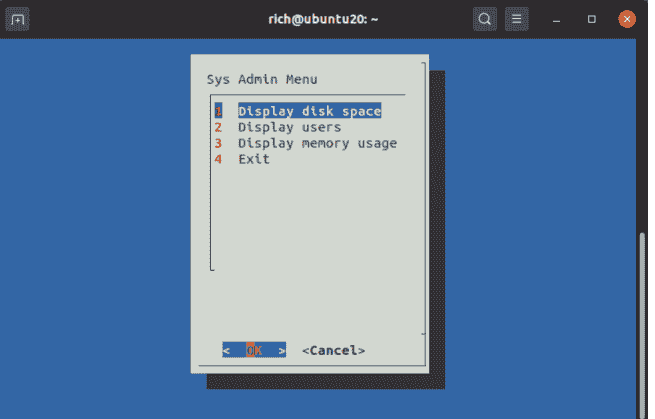 rich@ubuntu20: ~
Sys Admin Menu
1 Display disk space
2 Display users
3 Display memory usage
4 Exit
< OK > <Cancel>